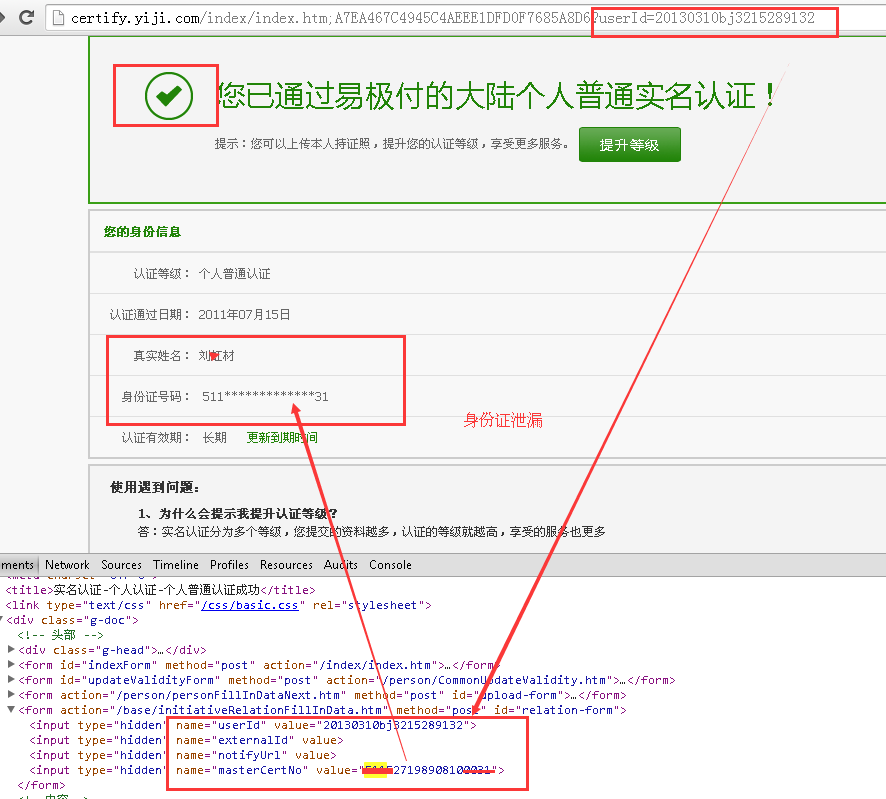 certify.yiji.com/index/index.htm;A7EA467C4945C4AEEE1DFD0F7685A8D6?userId=20130310bj3215289132
您已通过易极付的大陆个人普通实名认证！
提示：您可以上传本人持证照，提升您的认证等级，享受更多服务。 提升等级
您的身份信息
认证等级： 个人普通认证
认证通过日期： 2011年07月15日
真实姓名： 刘 材
身份证号码： 511*************31
身份证泄漏
认证有效期： 长期 更新到期时间
使用遇到问题：
1、为什么会提示我提升认证等级？
答：实名认证分为多个等级，您提交的资料越多，认证的等级就越高，享受的服务也更多
ments Network Sources Timeline Profiles Resources Audits Console
<title>实名认证-个人认证-个人普通认证成功</title>
<link type="text/css" href="/css/basic.css" rel="stylesheet">
<div class="g-doc">
<!-- 头部 -->
<div class="g-head">…</div>
<form id="indexForm" method="post" action="/index/index.htm">…</form>
<form id="updateValidityForm" method="post" action="/person/CommonUpdateValidity.htm">…</form>
<form action="/person/personFillInDataNext.htm" method="post" id="upload-form">…</form>
<form action="/base/initiativeRelationFillInData.htm" method="post" id="relation-form">
<input type="hidden" name="userId" value="20130310bj3215289132">
<input type="hidden" name="externalId" value>
<input type="hidden" name="notifyUrl" value>
<input type="hidden" name="masterCertNo" value=" 27198908100 ">
</form>